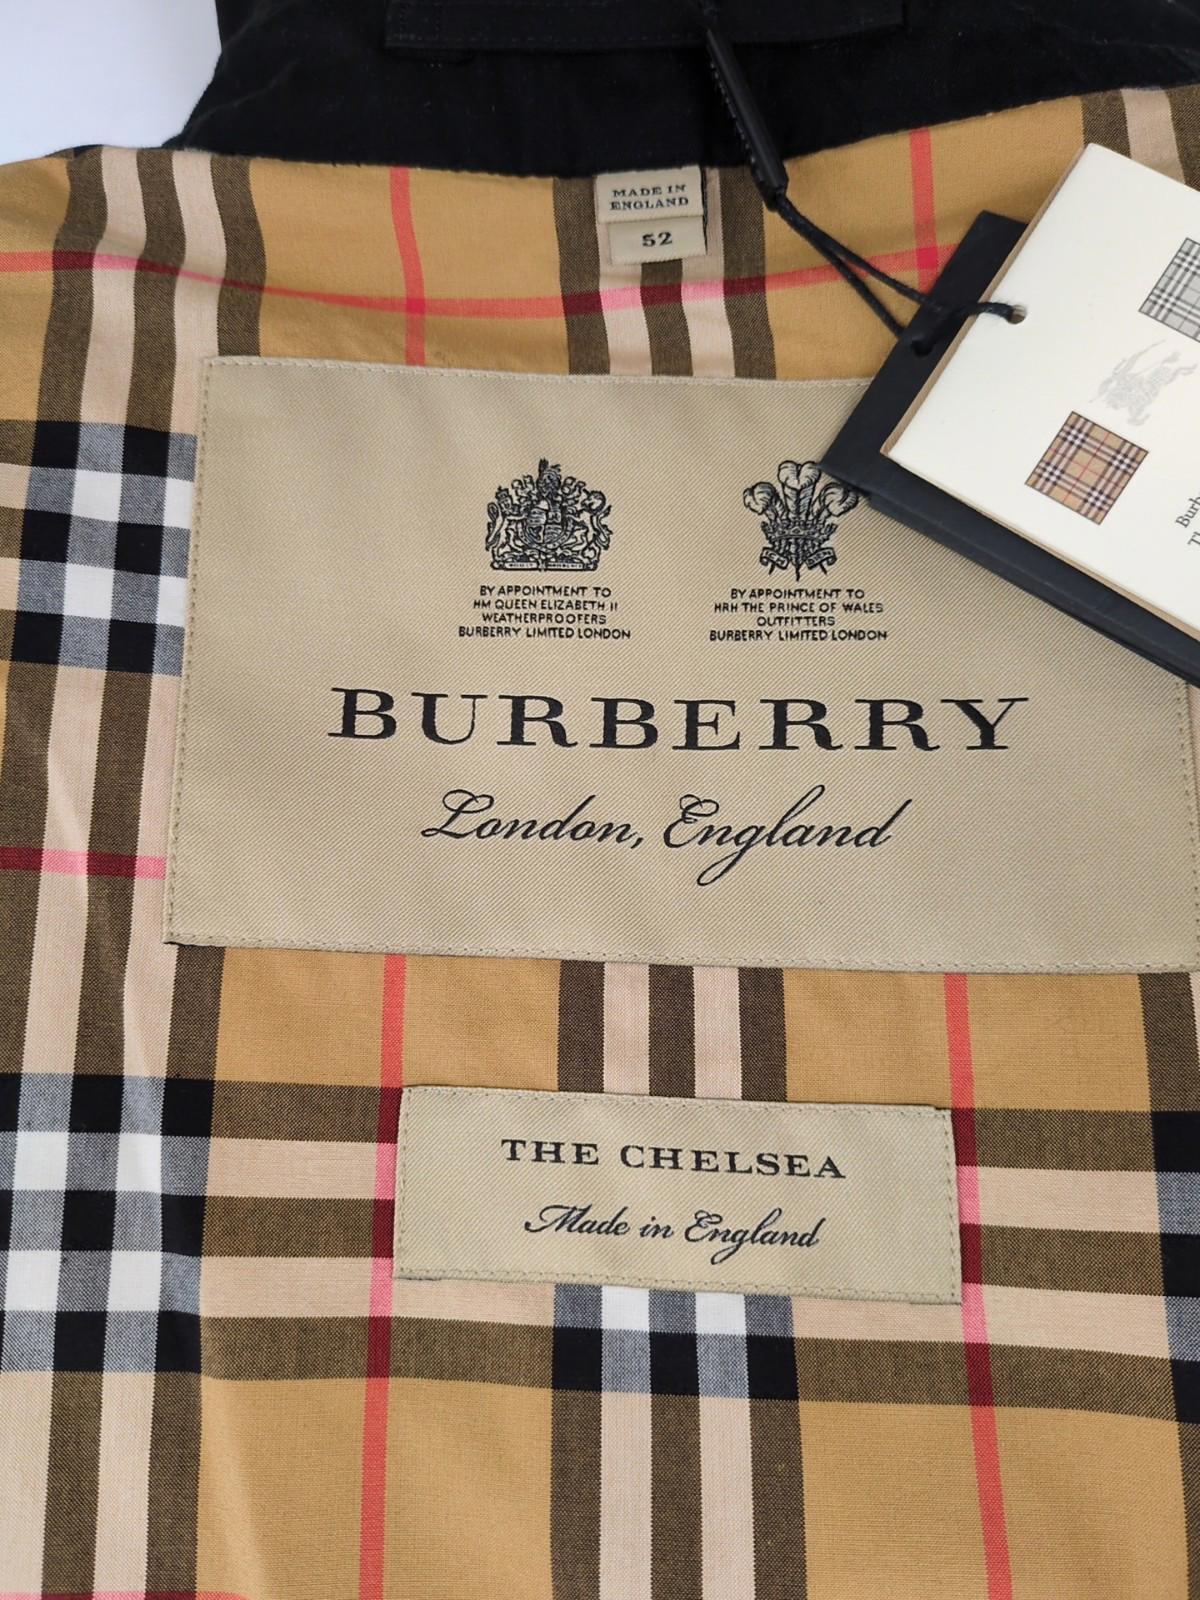 MADE IN
ENGLAND
52
BY APPOINTMENT TO
HM QUEEN ELIZABETH II
WEATHERPROOFERS
BURBERRY LIMITED LONDON
BY APPOINTMENT TO
HRH THE PRINCE OF WALES
OUTFITTERS
BURBERRY LIMITED LONDON
BURBERRY
London, England
THE CHELSEA
Made in England